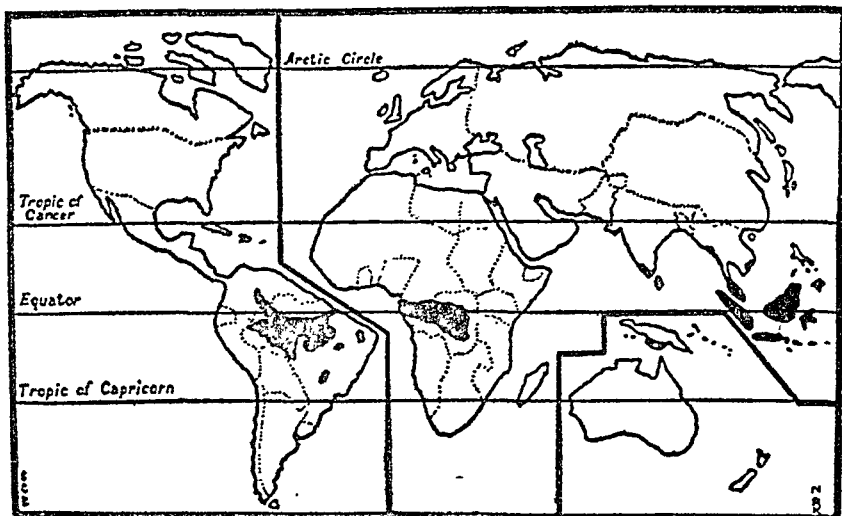 Arctic Circle
Tropic of
Cancer
Equator
Tropic of Capricorn